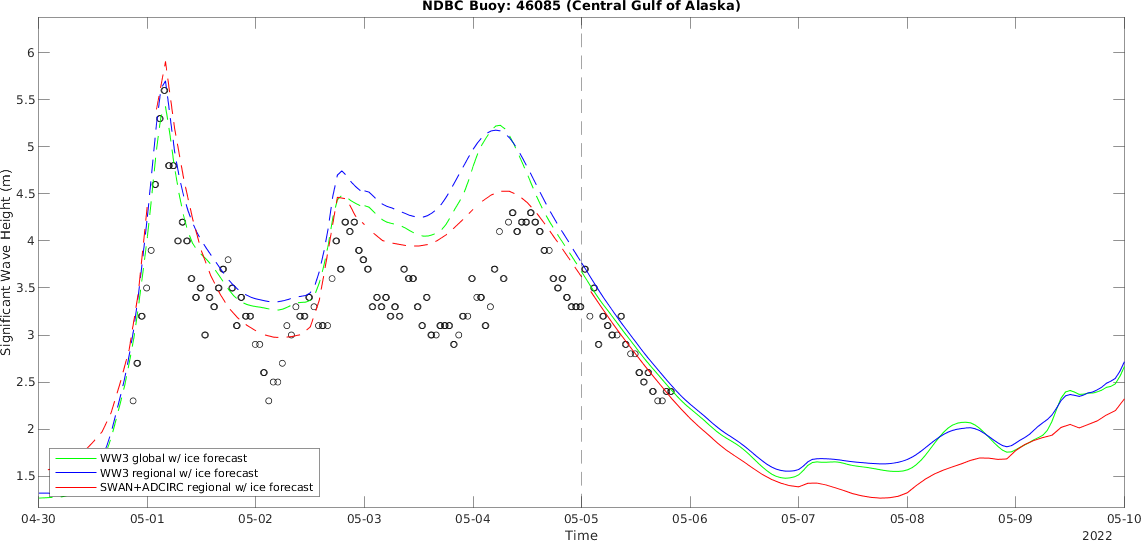 NDBC Buoy: 46085 (Central Gulf of Alaska)
6
5.5
5
4.5
4
3.5
3
2.5
2
1.5
Significant Wave Height (m)
WW3 global w/ ice forecast
WW3 regional w/ ice forecast
SWAN+ADCIRC regional w/ ice forecast
04-30 05-01 05-02 05-03 05-04 05-05 05-06 05-07 05-08 05-09 05-10
Time
2022